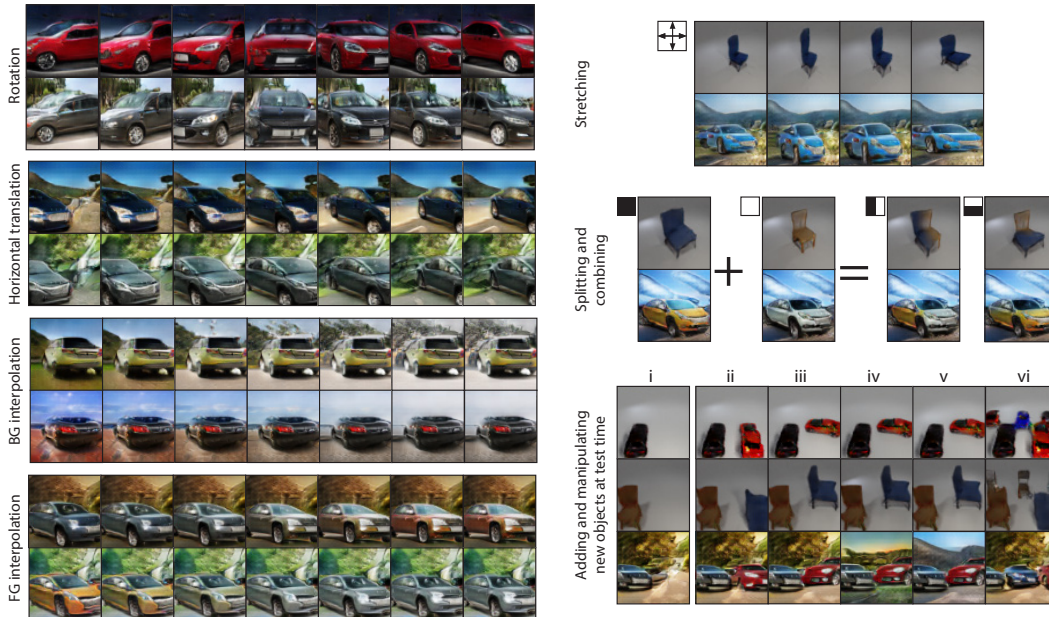 Rotation
Horizontal translation
BG interpolation
FG interpolation
Stretching
Splitting and
combining
+
=
i
ii
iii
iv
v
vi
Adding and manipulating
new objects at test time